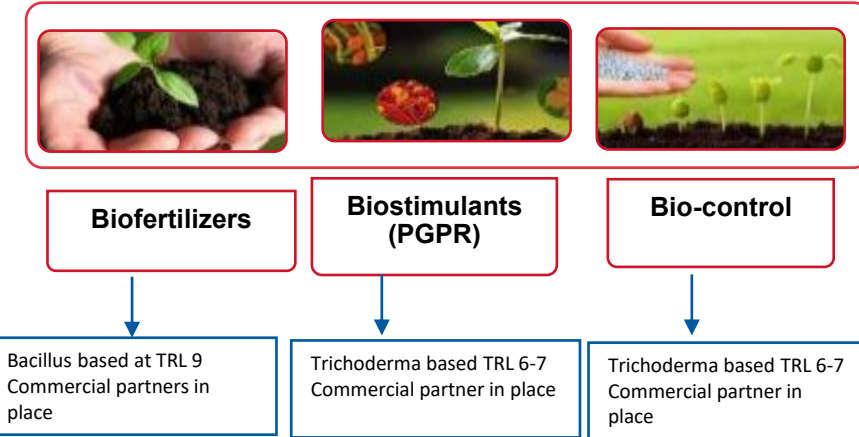 Biofertilizers
Biostimulants
(PGPR)
Bio-control
Bacillus based at TRL 9
Commercial partners in
place
Trichoderma based TRL 6-7
Commercial partner in place
Trichoderma based TRL 6-7
Commercial partner in
place